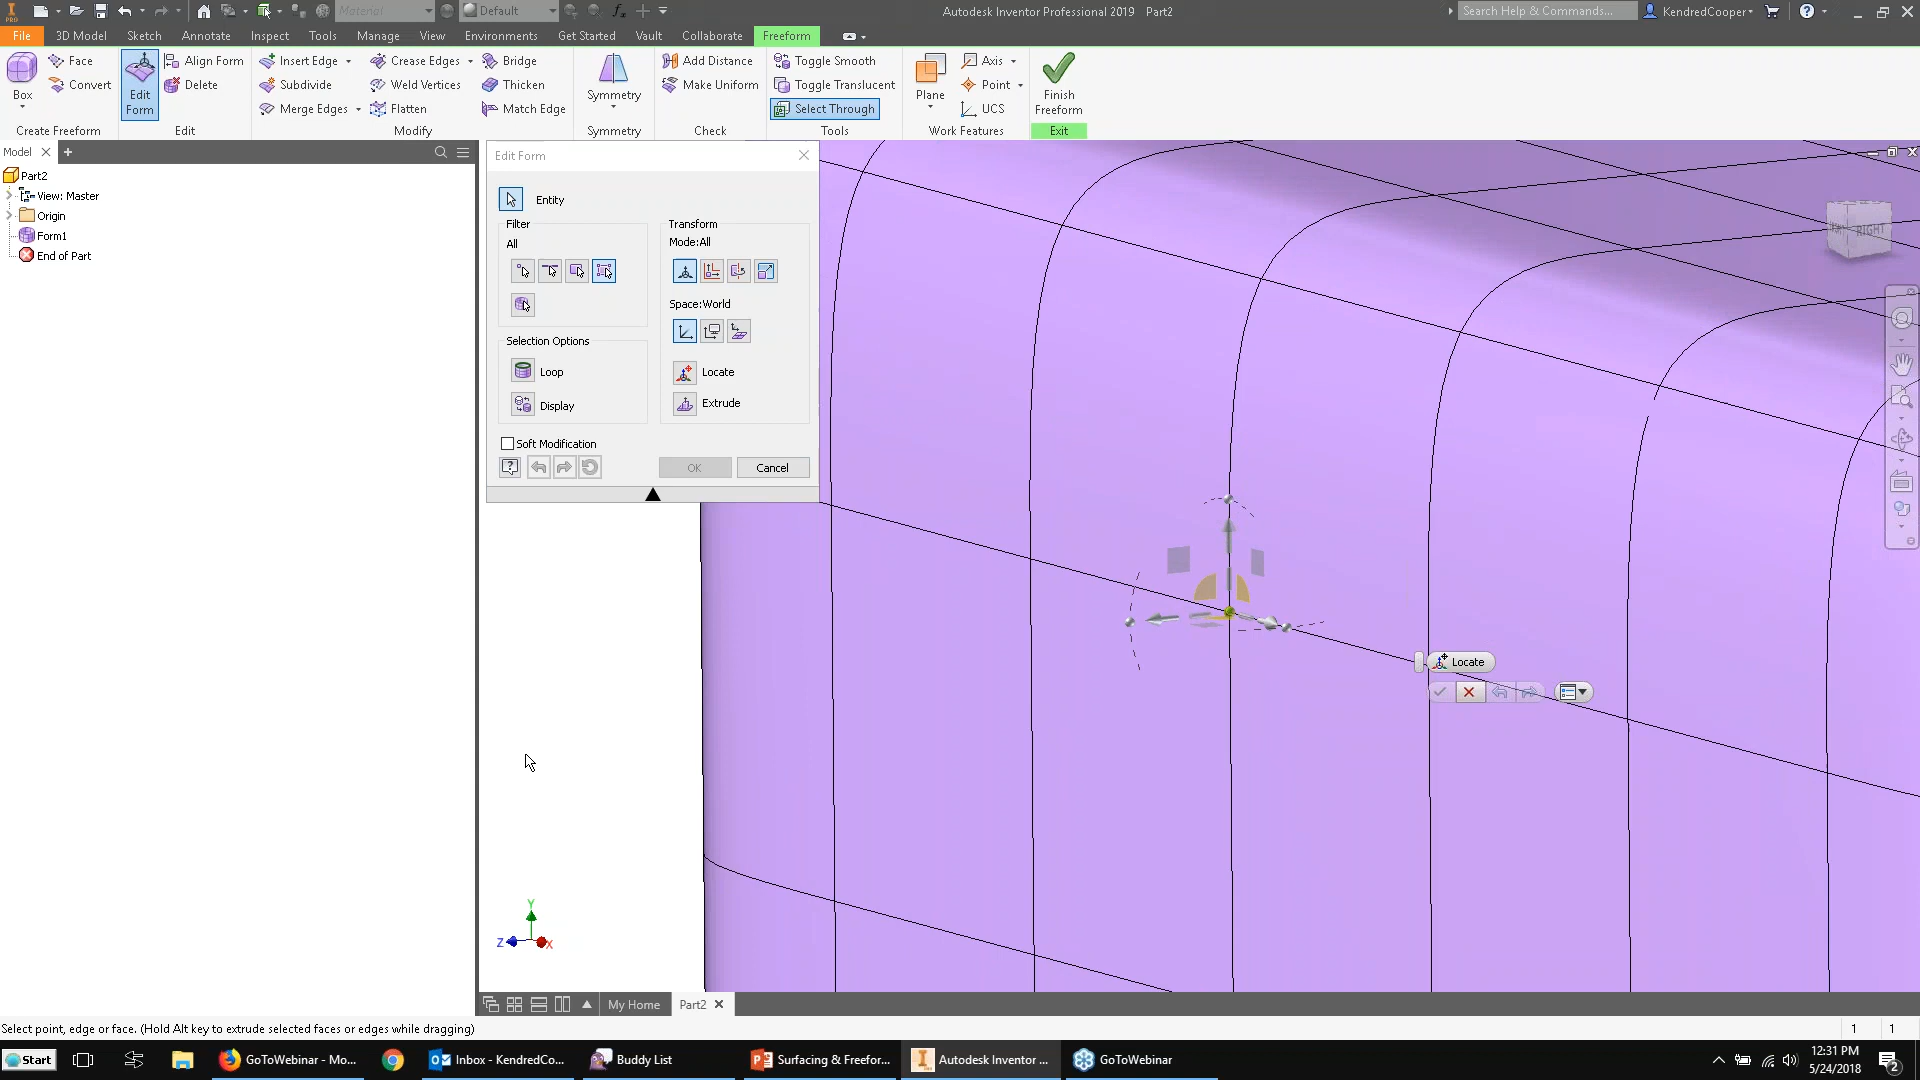 PRO
Material
Default
Autodesk Inventor Professional 2019 Part2
Search Help & Commands...
KendredCooper
File
3D Model
Sketch
Annotate
Inspect
Tools
Manage
View
Environments
Get Started
Vault
Collaborate
Freeform
Box
Face
Convert
Create Freeform
Edit Form
Align Form
Delete
Edit
Insert Edge
Subdivide
Merge Edges
Crease Edges
Weld Vertices
Flatten
Bridge
Thicken
Match Edge
Modify
Symmetry
Symmetry
Add Distance
Make Uniform
Check
Toggle Smooth
Toggle Translucent
Select Through
Tools
Plane
Axis
Point
UCS
Work Features
Finish Freeform
Exit
Model
Part2
View: Master
Origin
Form1
End of Part
Edit Form
Entity
Filter
All
Transform
Mode:All
Space:World
Selection Options
Loop
Display
Locate
Extrude
Soft Modification
OK
Cancel
RIGHT
Locate
Y
Z
X
My Home
Part2
Select point, edge or face. (Hold Alt key to extrude selected faces or edges while dragging)
1
1
Start
GoToWebinar - Mo...
Inbox - KendredCo...
Buddy List
Surfacing & Freefor...
Autodesk Inventor ...
GoToWebinar
12:31 PM
5/24/2018
2